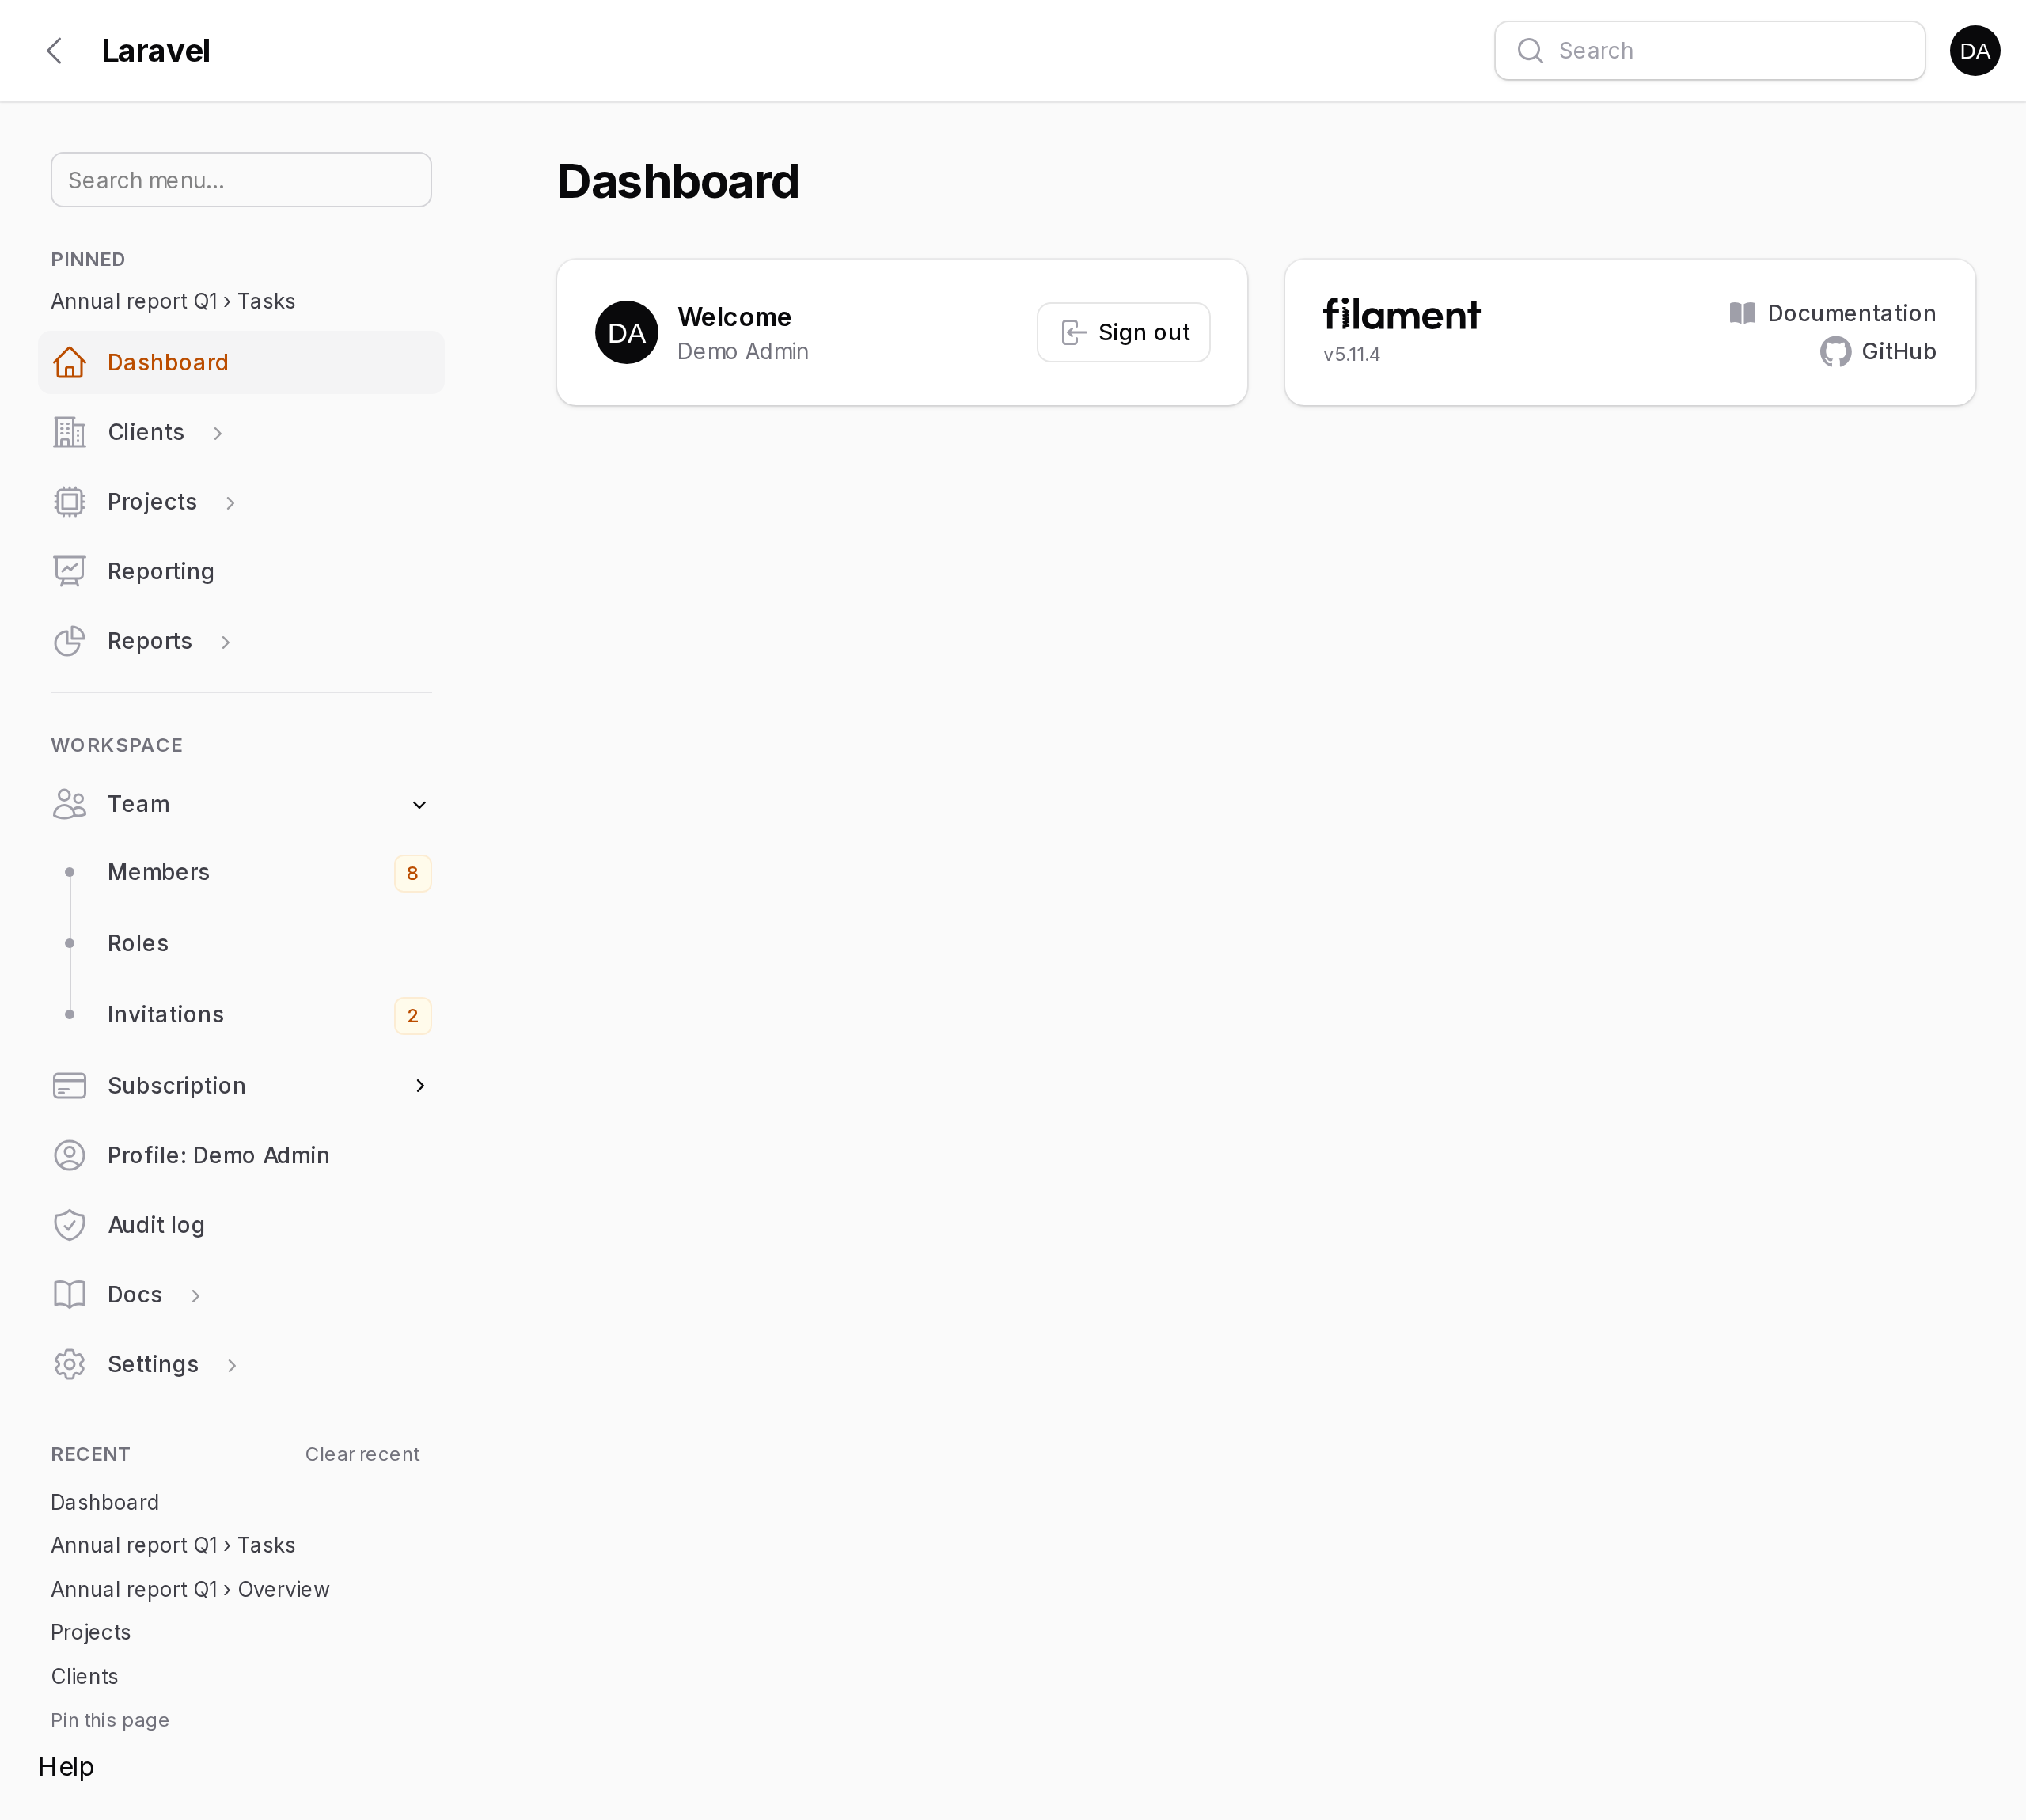 Laravel
Search
DA
Search menu...
PINNED
Annual report Q1 › Tasks
Dashboard
Clients
Projects
Reporting
Reports
WORKSPACE
Team
Members 8
Roles
Invitations 2
Subscription
Profile: Demo Admin
Audit log
Docs
Settings
RECENT Clear recent
Dashboard
Annual report Q1 › Tasks
Annual report Q1 › Overview
Projects
Clients
Pin this page
Help
Dashboard
DA
Welcome
Demo Admin
Sign out
filament
v5.11.4
Documentation
GitHub